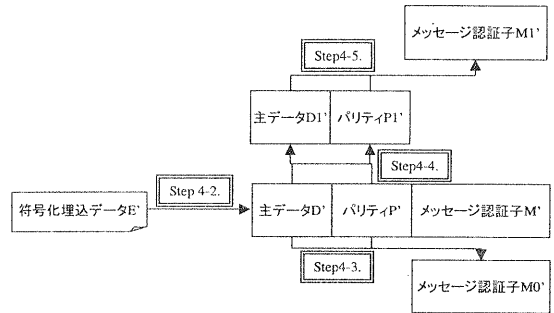 メッセージ認証子M1’
Step4-5.
主データD1’
パリティP1’
Step4-4.
Step 4-2.
符号化埋込データE’
主データD’
パリティP’
メッセージ認証子M’
Step4-3.
メッセージ認証子M0’